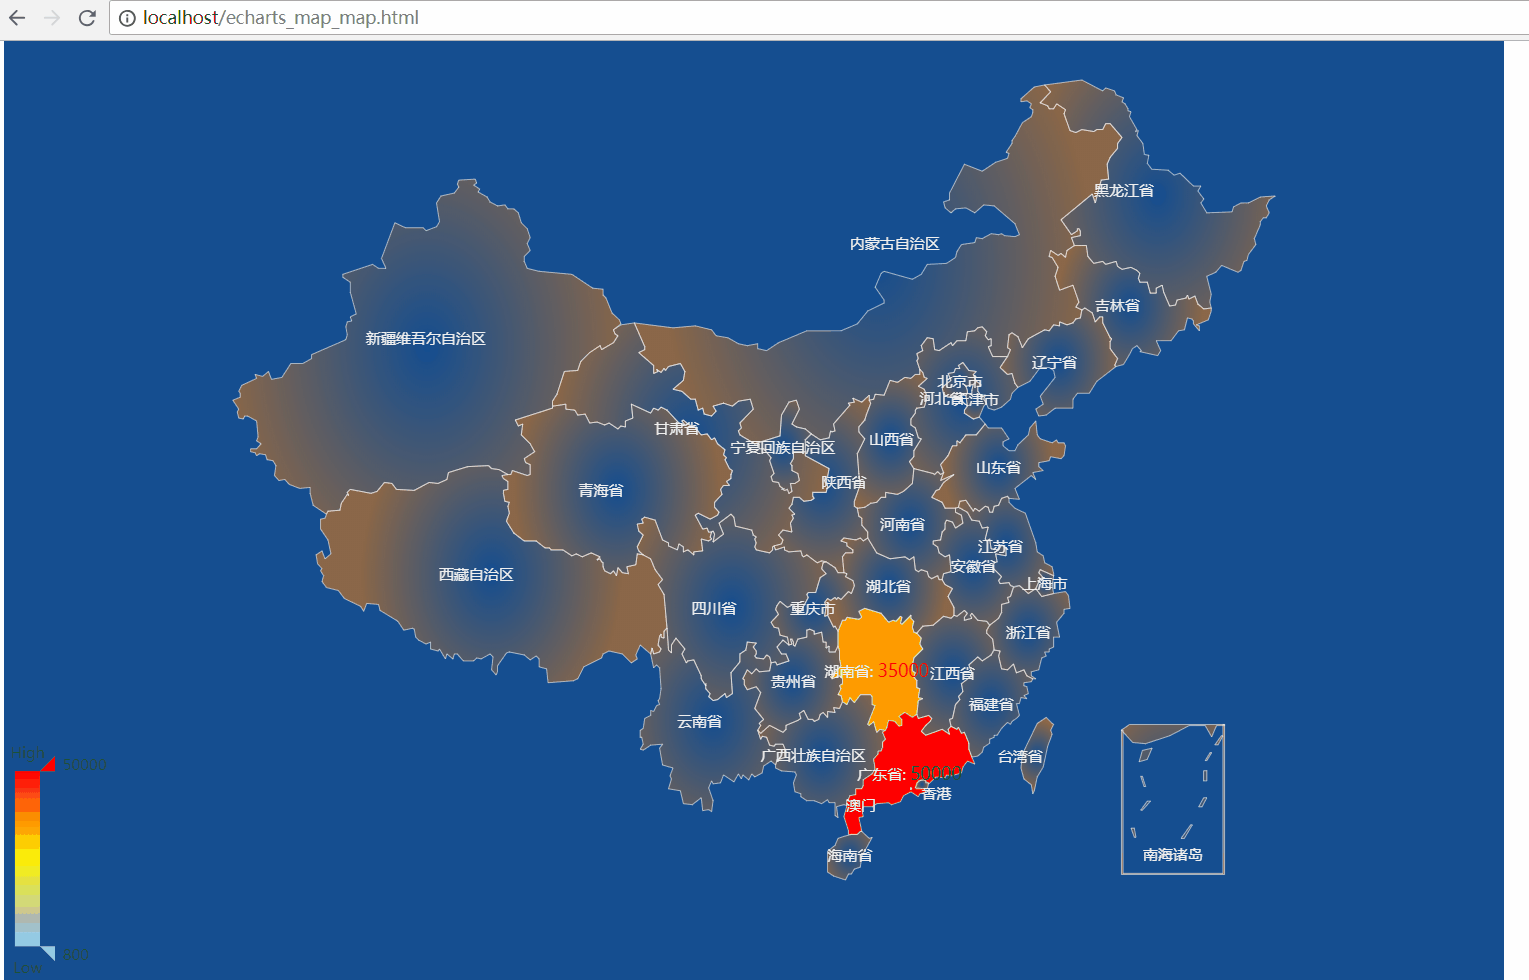 localhost/echarts_map_map.html
黑龙江省
内蒙古自治区
吉林省
新疆维吾尔自治区
辽宁省
北京市
河北省
天津市
甘肃省
宁夏回族自治区
山西省
山东省
陕西省
青海省
河南省
江苏省
安徽省
西藏自治区
上海市
湖北省
四川省
重庆市
浙江省
湖南省: 35000
江西省
贵州省
福建省
云南省
广西壮族自治区
台湾省
High
50000
广东省: 50000
香港
澳门
海南省
南海诸岛
800
Low